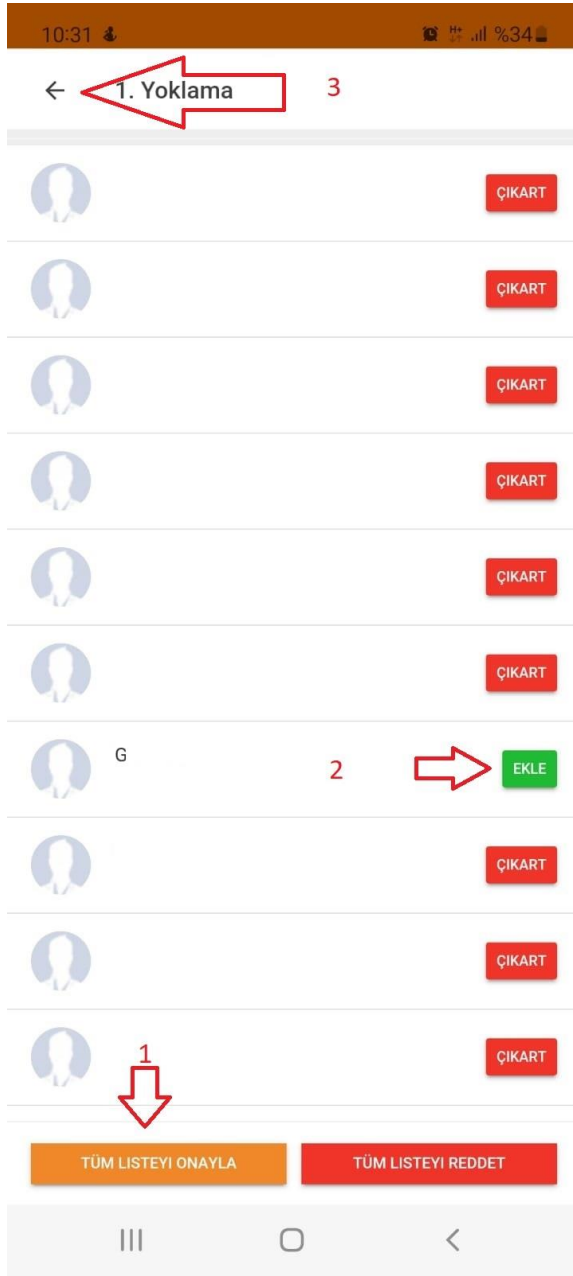 10:31 %34
1. Yoklama 3
ÇIKART
ÇIKART
ÇIKART
ÇIKART
ÇIKART
ÇIKART
G 2 EKLE
ÇIKART
ÇIKART
1 ÇIKART
TÜM LISTEYI ONAYLA TÜM LISTEYI REDDET